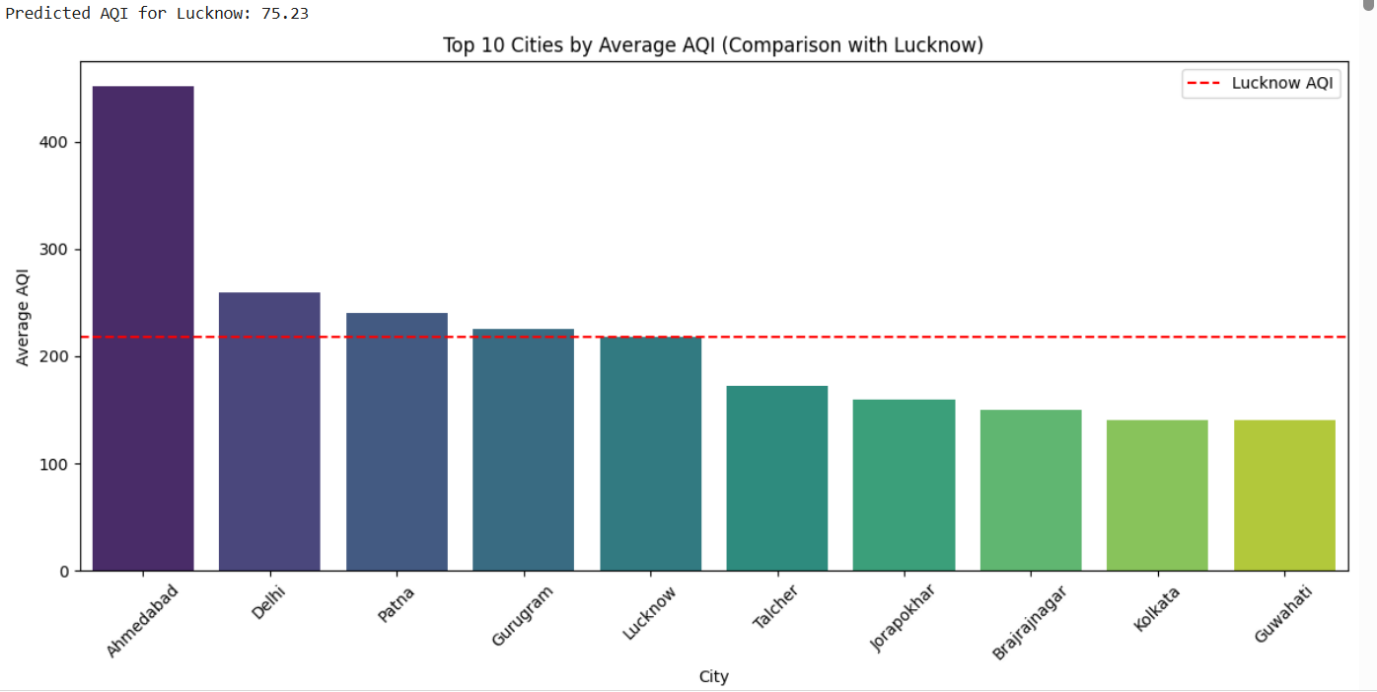 Predicted AQI for Lucknow: 75.23
Top 10 Cities by Average AQI (Comparison with Lucknow)
Lucknow AQI
400
300
200
100
0
Average AQI
Ahmedabad
Delhi
Patna
Gurugram
Lucknow
Talcher
Jorapokhar
Brajrajnagar
Kolkata
Guwahati
City